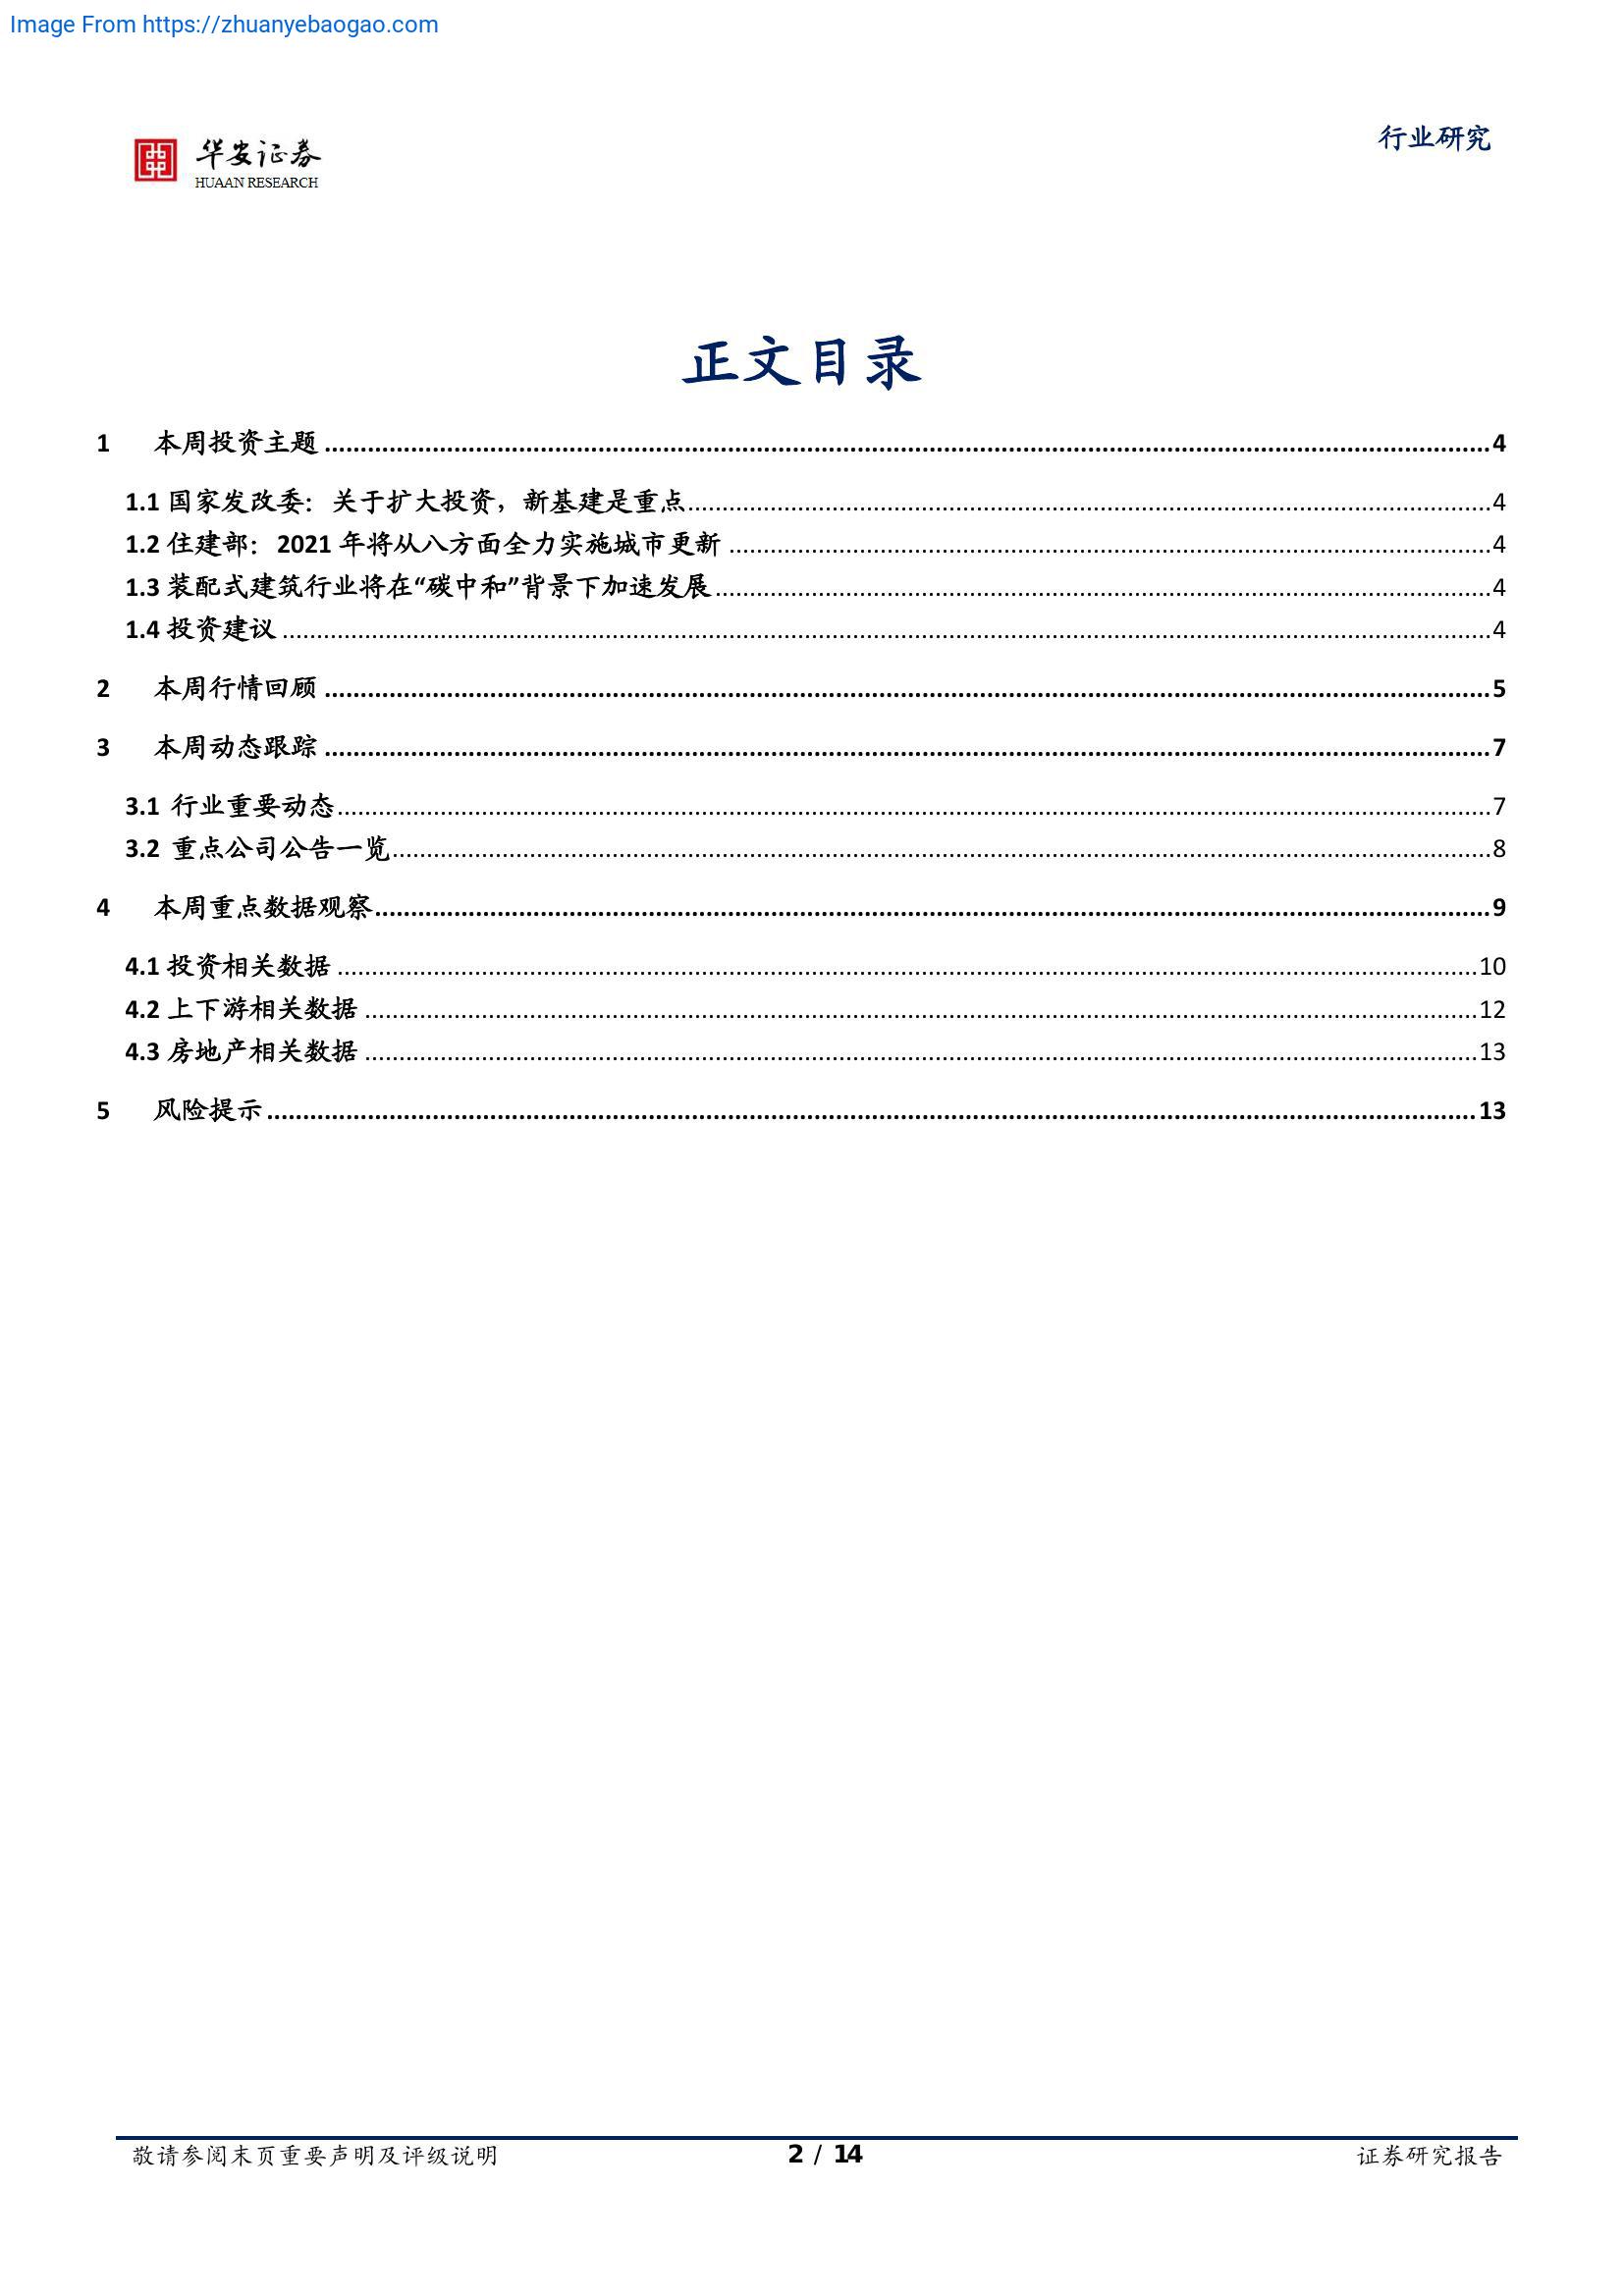 Image From https://zhuanyebaogao.com
华安证券
HUAAN RESEARCH
行业研究
正文目录
1 本周投资主题 4
1.1 国家发改委：关于扩大投资，新基建是重点 4
1.2 住建部：2021 年将从八方面全力实施城市更新 4
1.3 装配式建筑行业将在“碳中和”背景下加速发展 4
1.4 投资建议 4
2 本周行情回顾 5
3 本周动态跟踪 7
3.1 行业重要动态 7
3.2 重点公司公告一览 8
4 本周重点数据观察 9
4.1 投资相关数据 10
4.2 上下游相关数据 12
4.3 房地产相关数据 13
5 风险提示 13
敬请参阅末页重要声明及评级说明 2 / 14 证券研究报告